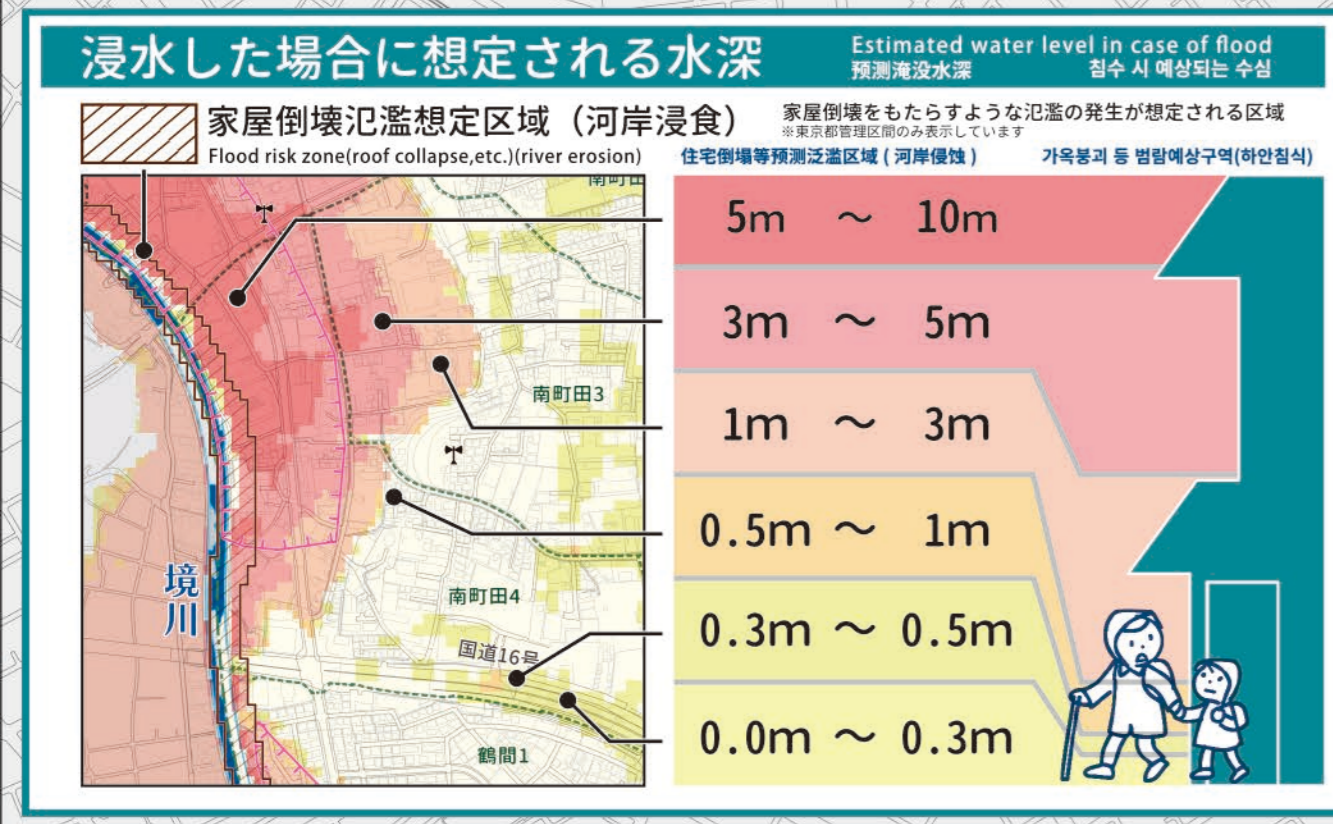 浸水した場合に想定される水深
Estimated water level in case of flood
预测淹没水深
침수 시 예상되는 수심
家屋倒壊氾濫想定区域（河岸浸食）
Flood risk zone(roof collapse,etc.)(river erosion)
家屋倒壊をもたらすような氾濫の発生が想定される区域
※東京都管理区間のみ表示しています
住宅倒塌等预测泛滥区域 ( 河岸侵蚀 )
가옥붕괴 등 범람예상구역(하안침식)
南町田
南町田3
境川
南町田4
国道16号
鶴間1
5m ～ 10m
3m ～ 5m
1m ～ 3m
0.5m ～ 1m
0.3m ～ 0.5m
0.0m ～ 0.3m